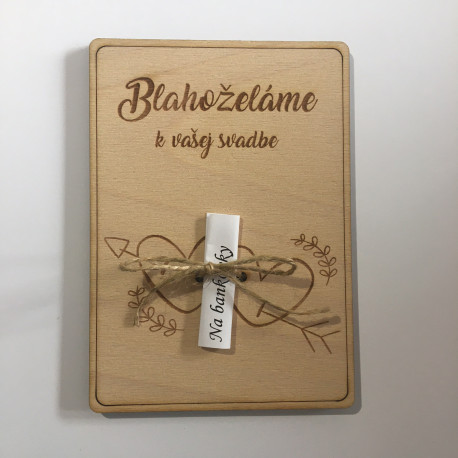 Blahoželáme
k vašej svadbe
Na